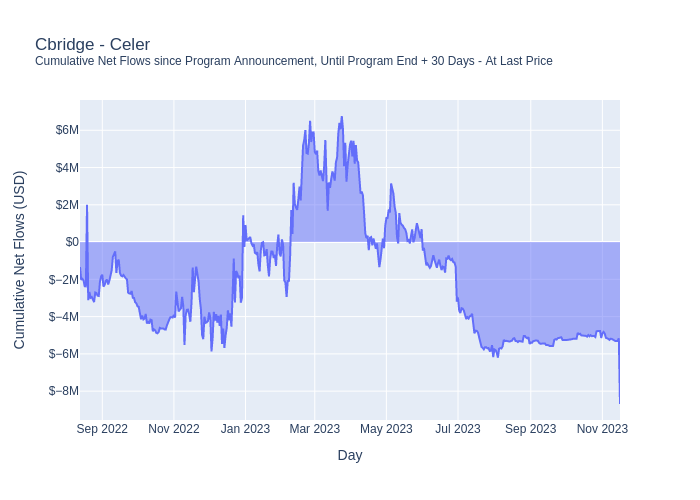 Cbridge - Celer
Cumulative Net Flows since Program Announcement, Until Program End + 30 Days - At Last Price
Cumulative Net Flows (USD)
$6M
$4M
$2M
$0
$−2M
$−4M
$−6M
$−8M
Sep 2022 Nov 2022 Jan 2023 Mar 2023 May 2023 Jul 2023 Sep 2023 Nov 2023
Day